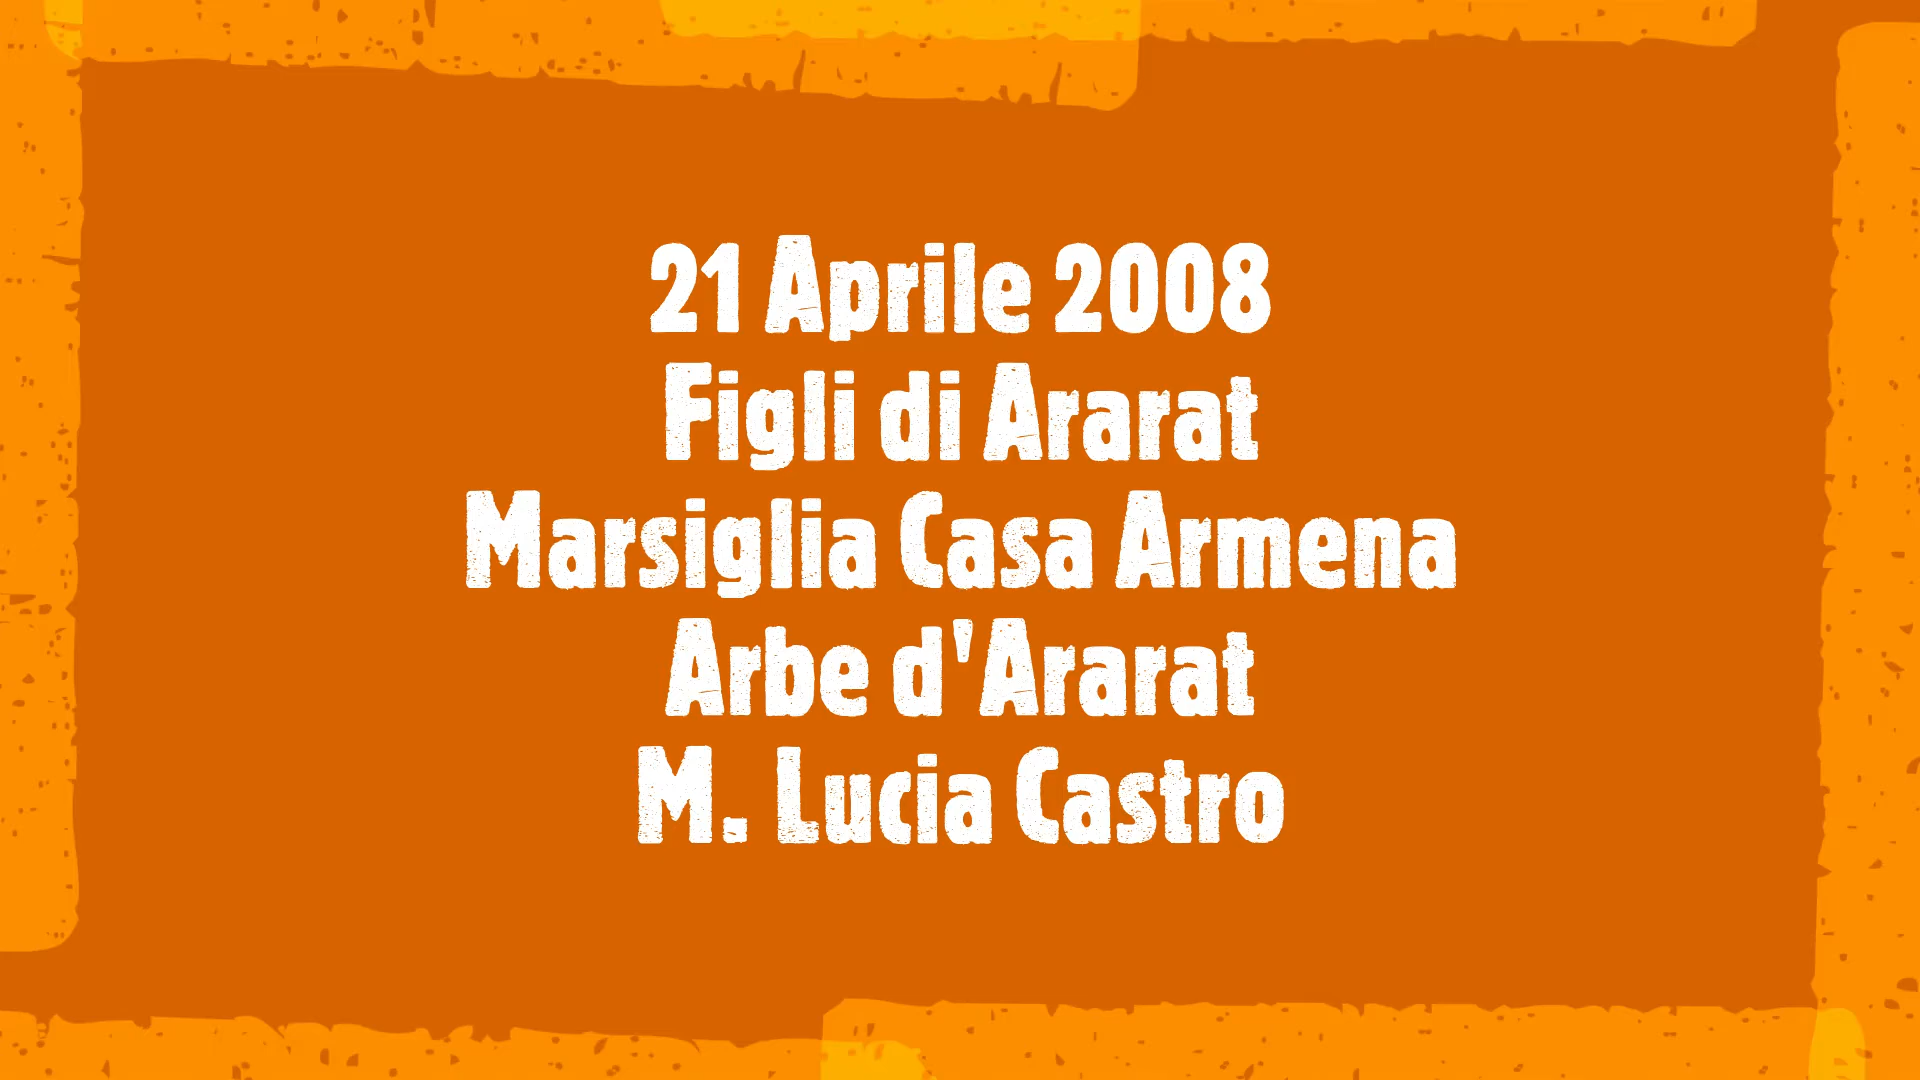 21 Aprile 2008
Figli di Ararat
Marsiglia Casa Armena
Arbe d'Ararat
M. Lucia Castro